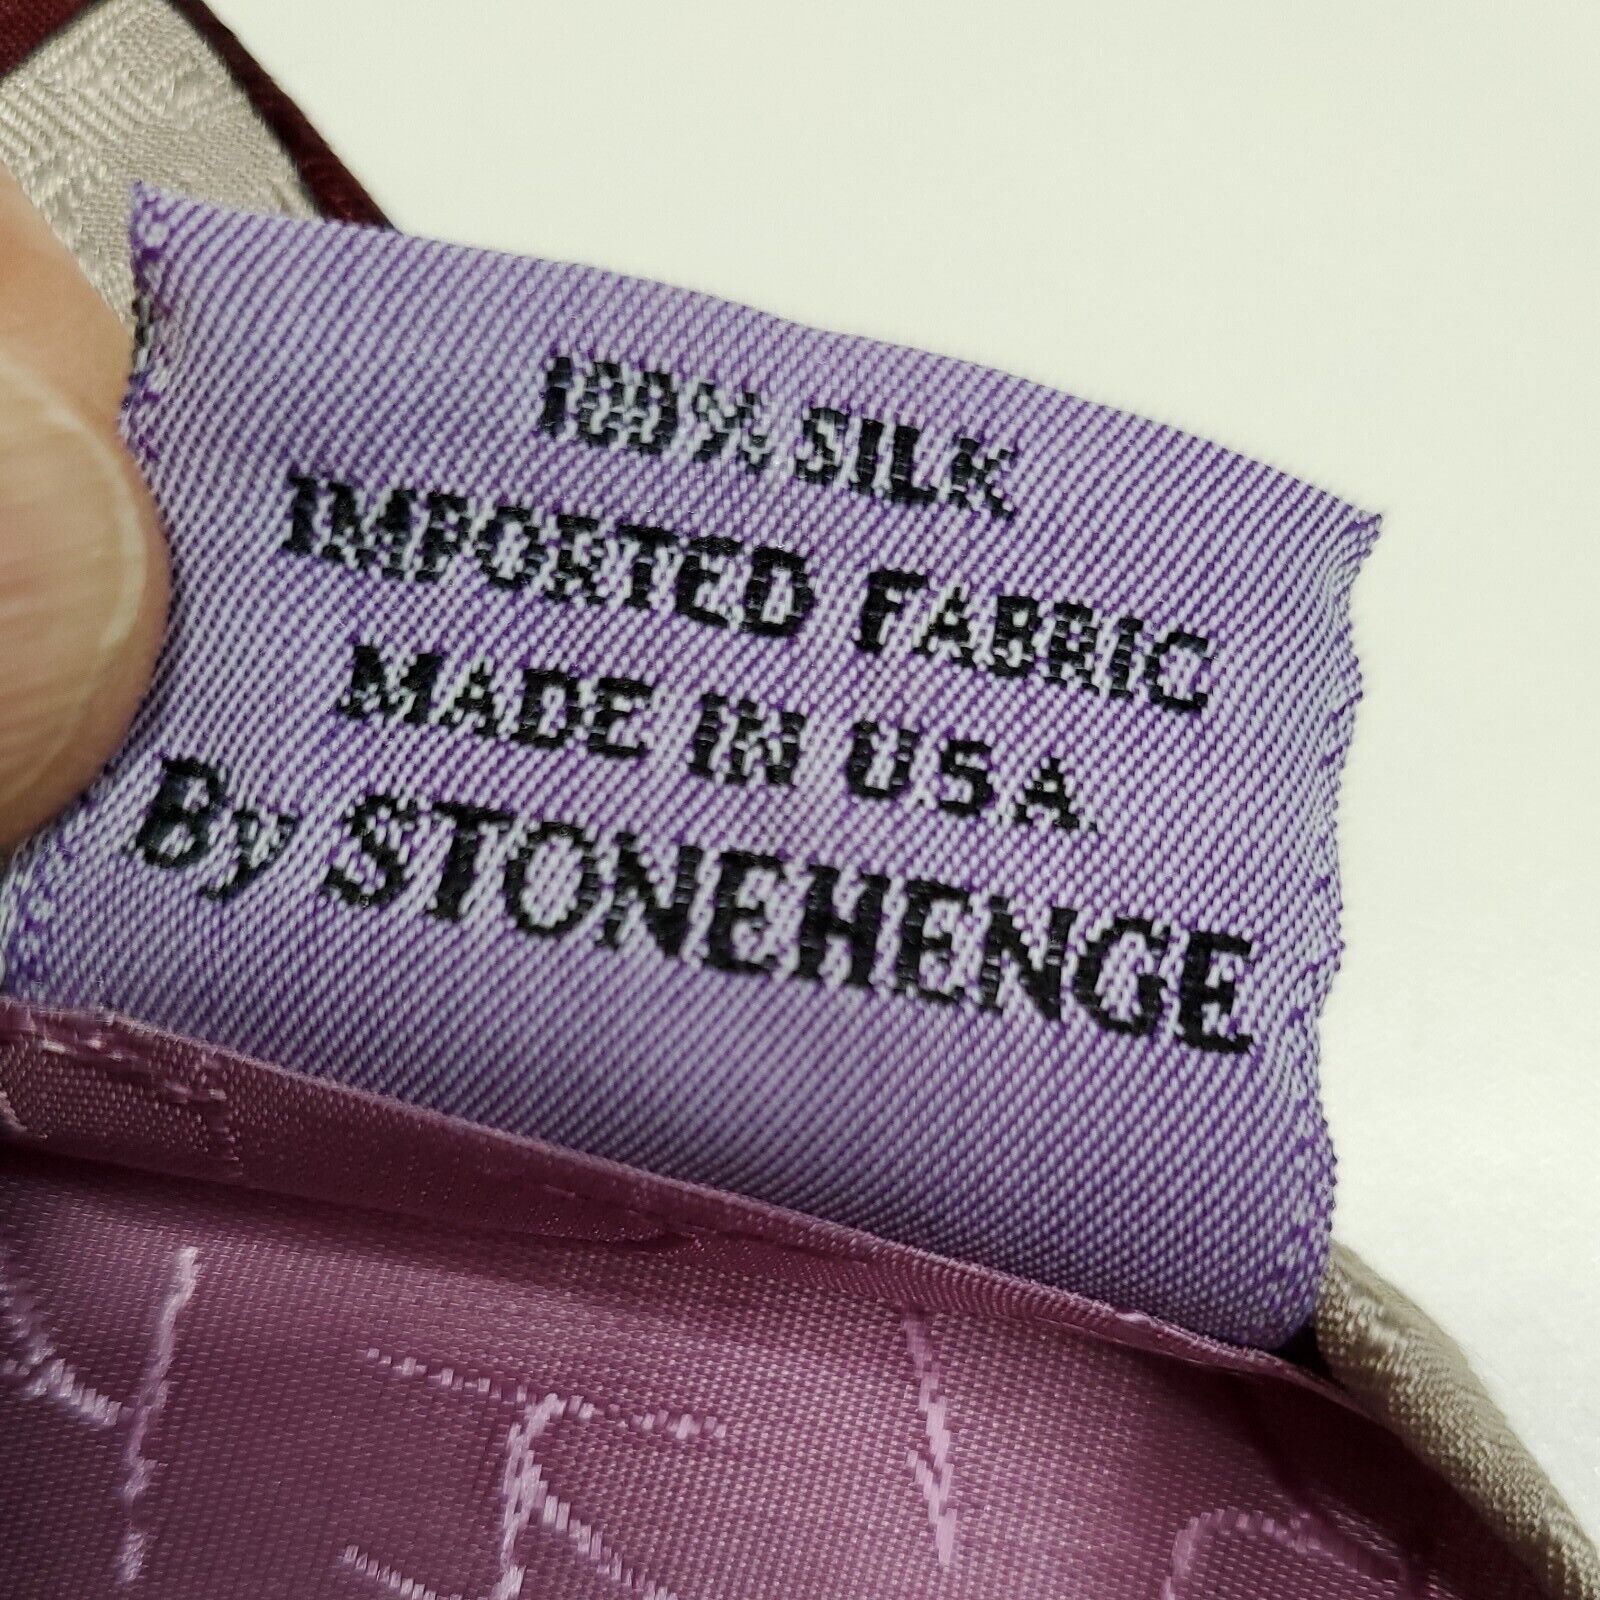 100% SILK
IMPORTED FABRIC
MADE IN U.S.A.
By STONEHENGE